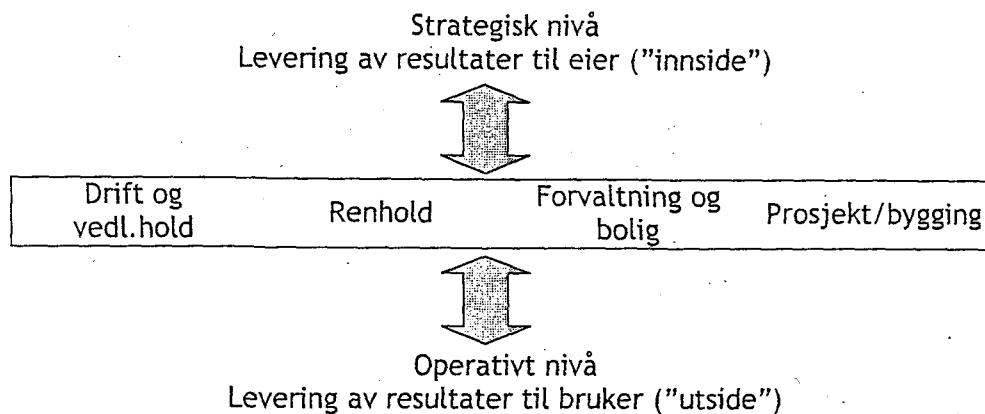 Strategisk nivå
Levering av resultater til eier ("innside")
Drift og
vedl.hold
Renhold
Forvaltning og
bolig
Prosjekt/bygging
Operativt nivå
Levering av resultater til bruker ("utside")